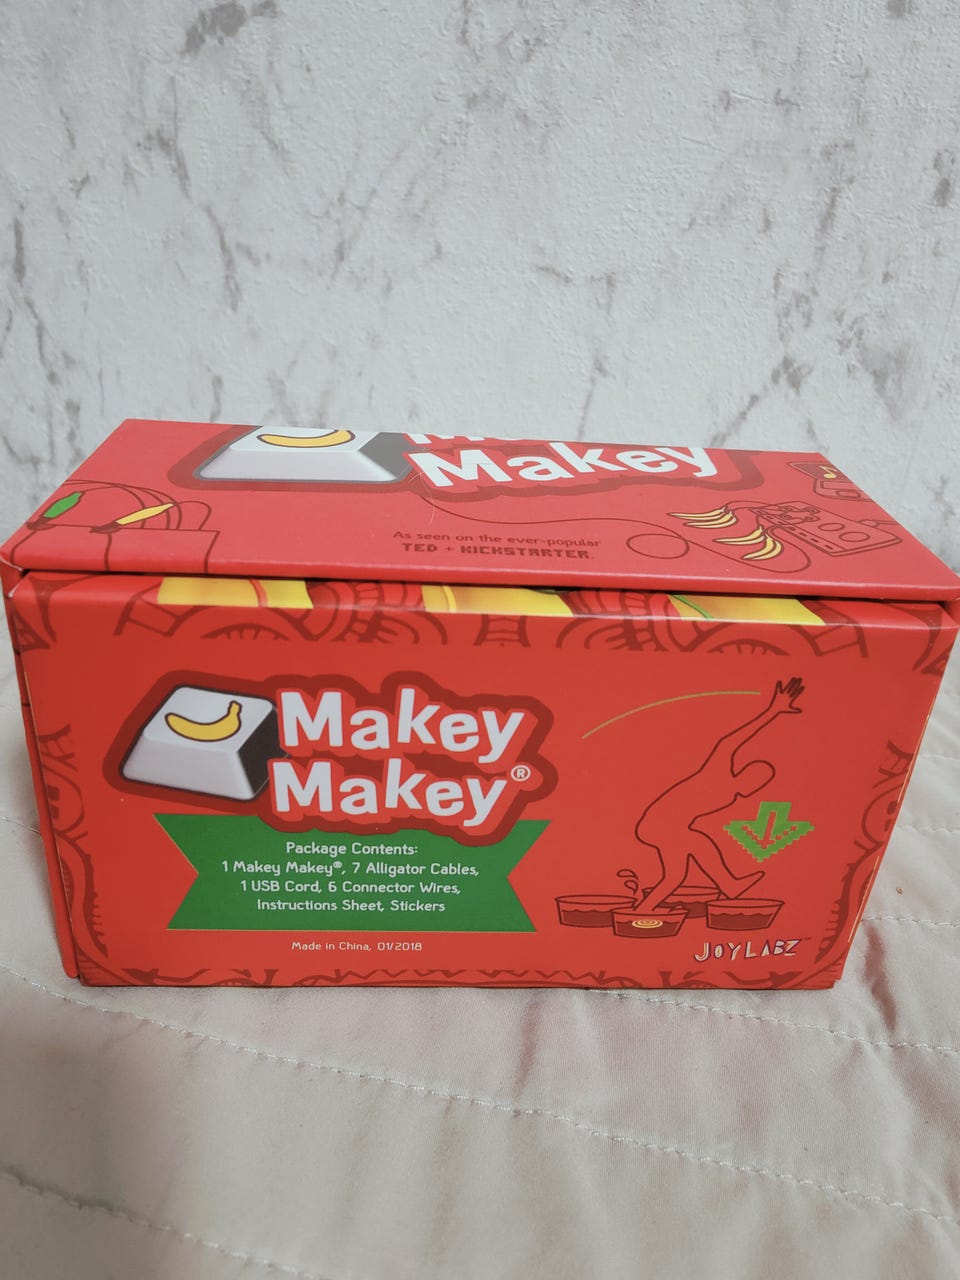 Makey
As seen on the ever-popular
TED + KICKSTARTER.
Makey
Makey®
Package Contents:
1 Makey Makey®, 7 Alligator Cables,
1 USB Cord, 6 Connector Wires,
Instructions Sheet, Stickers
Made in China, 01/2018
JOYLABZ™